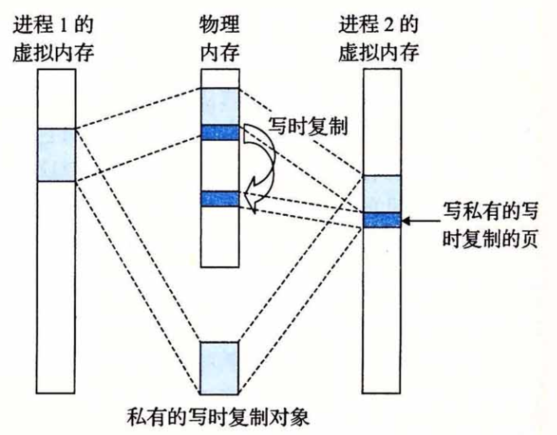 进程1的
虚拟内存
物理
内存
进程2的
虚拟内存
写时复制
写私有的写
时复制的页
私有的写时复制对象